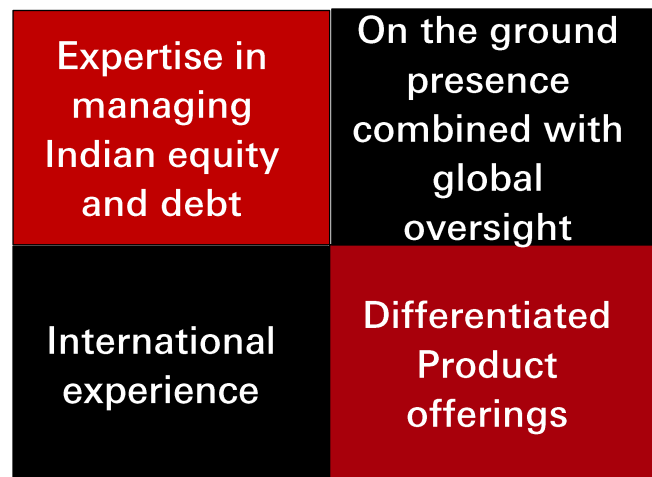 Expertise in
managing
Indian equity
and debt
On the ground
presence
combined with
global
oversight
International
experience
Differentiated
Product
offerings